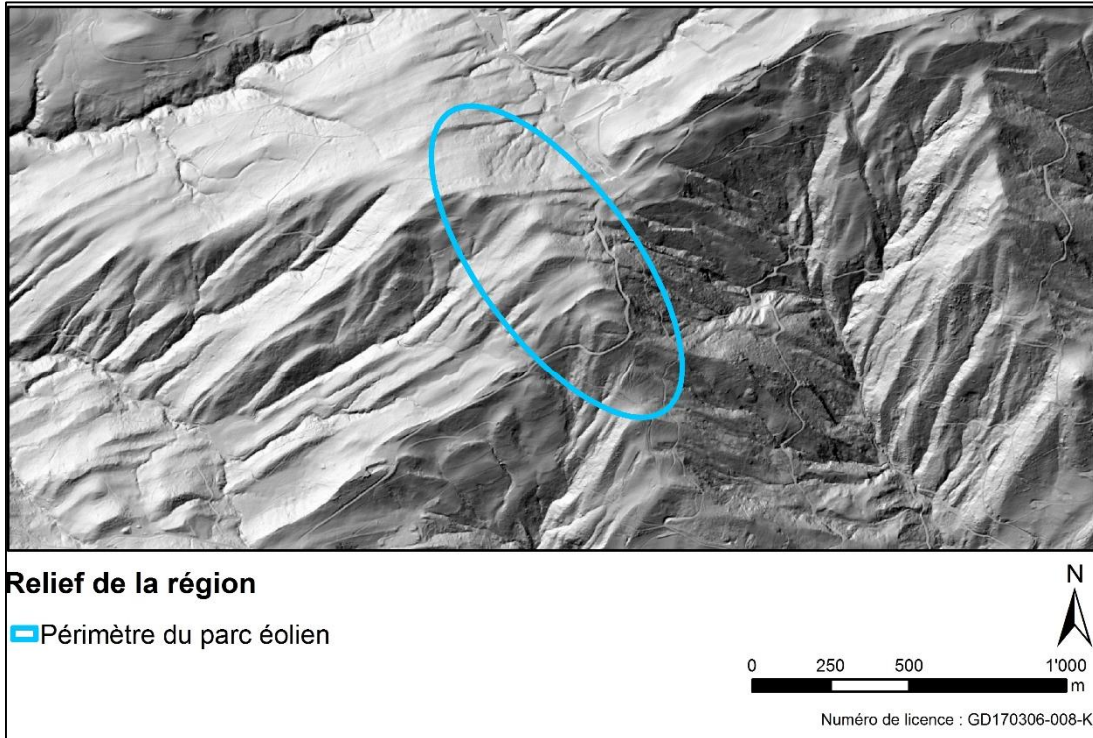 Relief de la région
Périmètre du parc éolien
N
0 250 500 1'000
m
Numéro de licence : GD170306-008-K